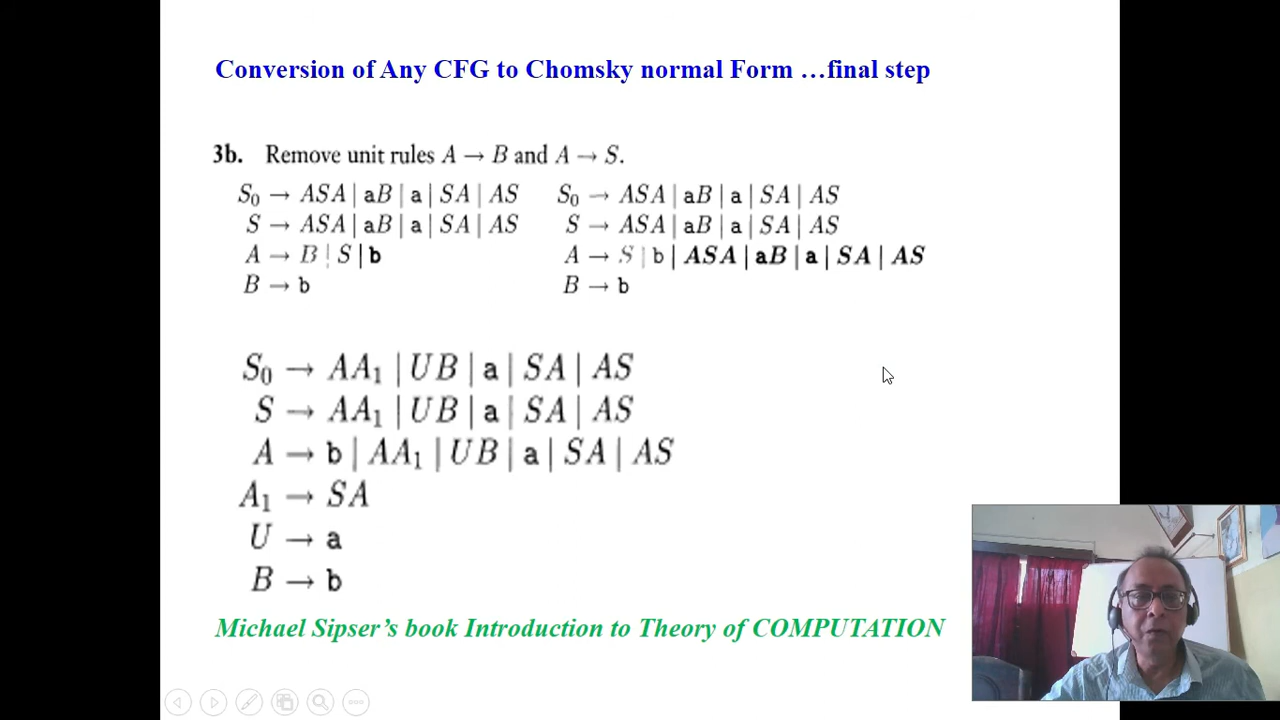 Conversion of Any CFG to Chomsky normal Form …final step
3b. Remove unit rules A → B and A → S.
S₀ → ASA | aB | a | SA | AS
S → ASA | aB | a | SA | AS
A → B | S | b
B → b
S₀ → ASA | aB | a | SA | AS
S → ASA | aB | a | SA | AS
A → S | b | ASA | aB | a | SA | AS
B → b
S₀ → AA₁ | UB | a | SA | AS
S → AA₁ | UB | a | SA | AS
A → b | AA₁ | UB | a | SA | AS
A₁ → SA
U → a
B → b
Michael Sipser’s book Introduction to Theory of COMPUTATION